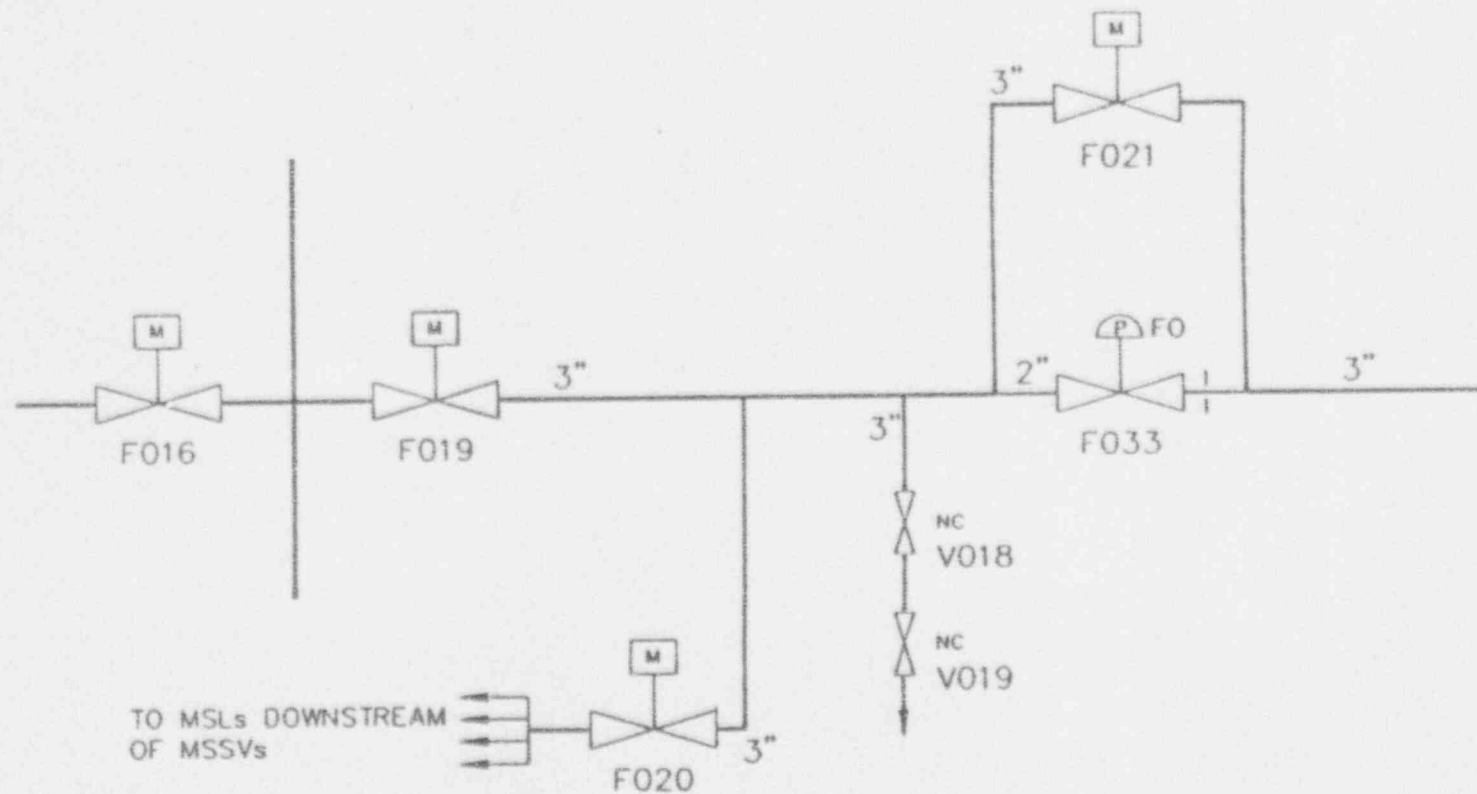 M
3"
F021
M
F016
M
F019
3"
3"
2"
P FO
F033
3"
NC
V018
NC
V019
M
TO MSLs DOWNSTREAM
OF MSSVs
3"
F020